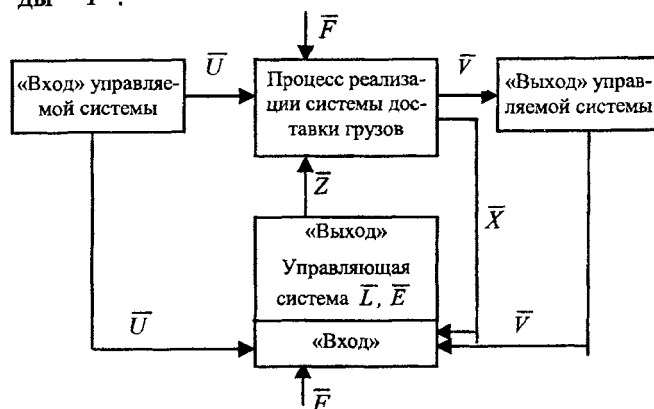 ды F .
F̅
U̅
V̅
«Вход» управляе-
мой системы
Процесс реализа-
ции системы дос-
тавки грузов
«Выход» управ-
ляемой системы
Z̅
X̅
«Выход»
Управляющая
система L̅, E̅
U̅
V̅
«Вход»
F̅